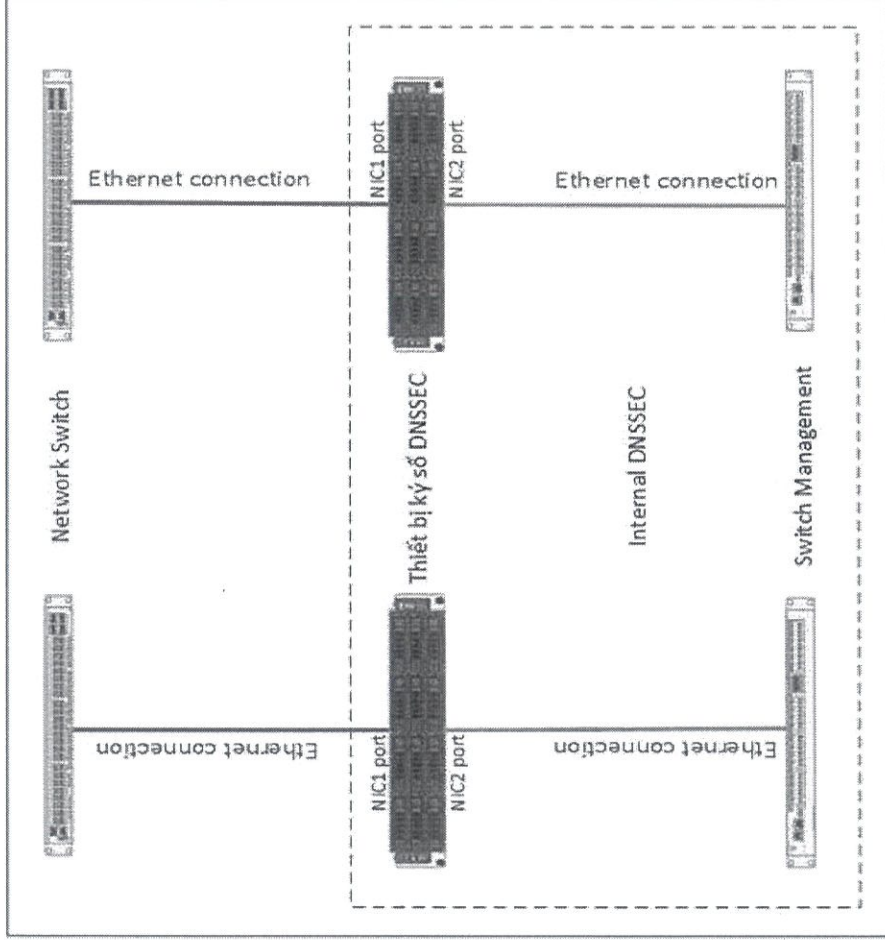 Network Switch
Ethernet connection
Ethernet connection
NIC1 port
NIC1 port
Thiết bị ký số DNSSEC
NIC2 port
NIC2 port
Internal DNSSEC
Ethernet connection
Ethernet connection
Switch Management